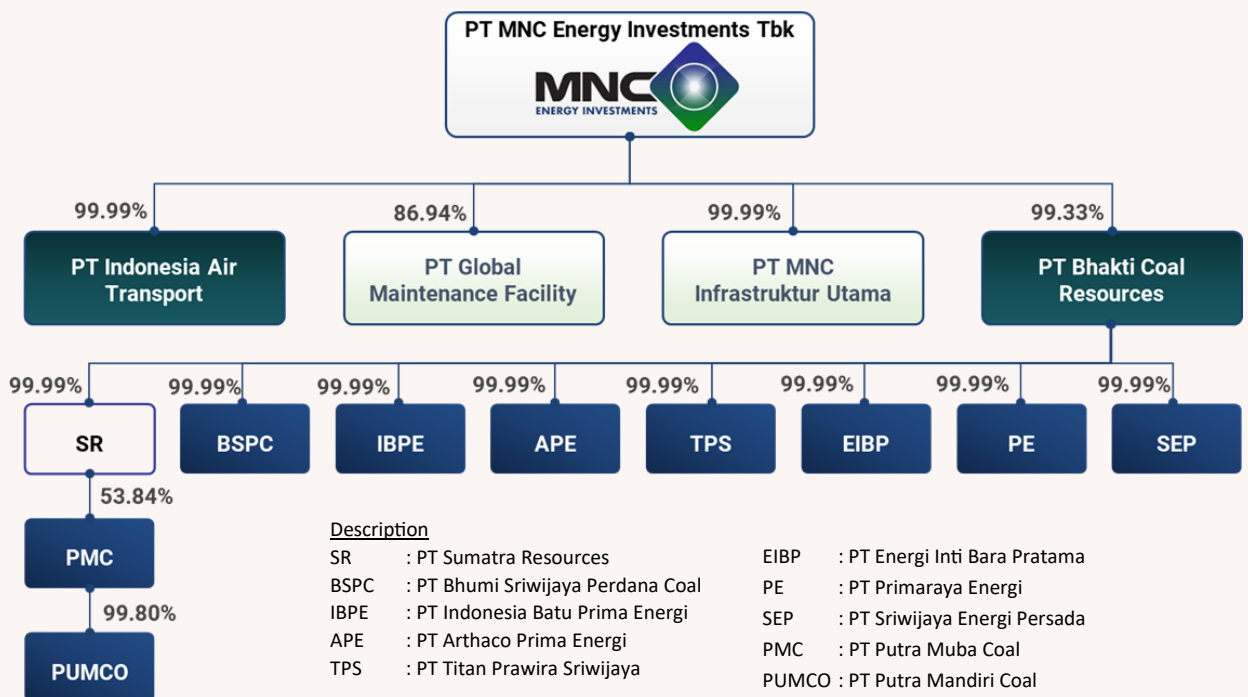 PT MNC Energy Investments Tbk
MNC
ENERGY INVESTMENTS
99.99%
86.94%
99.99%
99.33%
PT Indonesia Air
Transport
PT Global
Maintenance Facility
PT MNC
Infrastruktur Utama
PT Bhakti Coal
Resources
99.99%
99.99%
99.99%
99.99%
99.99%
99.99%
99.99%
99.99%
SR
BSPC
IBPE
APE
TPS
EIBP
PE
SEP
53.84%
PMC
99.80%
PUMCO
Description
SR : PT Sumatra Resources
BSPC : PT Bhumi Sriwijaya Perdana Coal
IBPE : PT Indonesia Batu Prima Energi
APE : PT Arthaco Prima Energi
TPS : PT Titan Prawira Sriwijaya
EIBP : PT Energi Inti Bara Pratama
PE : PT Primaraya Energi
SEP : PT Sriwijaya Energi Persada
PMC : PT Putra Muba Coal
PUMCO : PT Putra Mandiri Coal